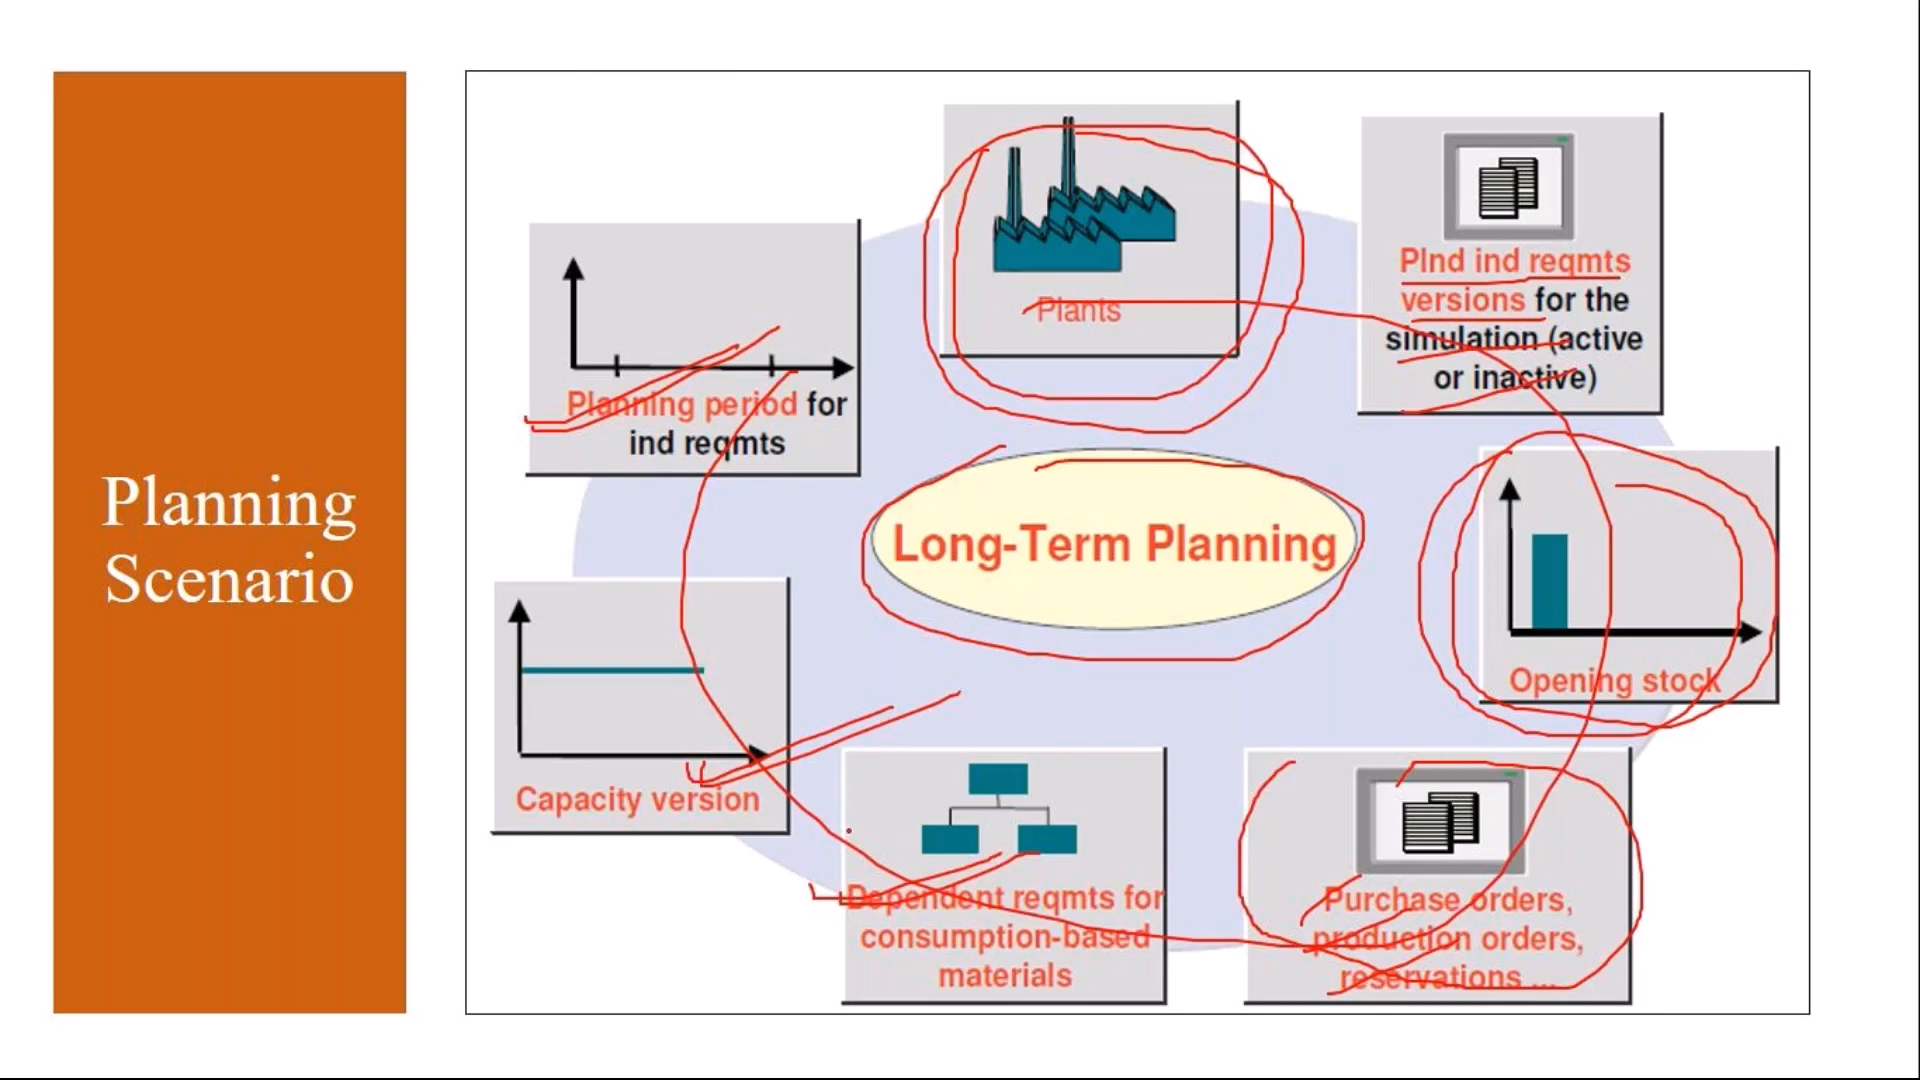 Planning
Scenario
Plants
Plnd ind reqmts
versions for the
simulation (active
or inactive)
Planning period for
ind reqmts
Long-Term Planning
Opening stock
Capacity version
Dependent reqmts for
consumption-based
materials
Purchase orders,
production orders,
reservations ...